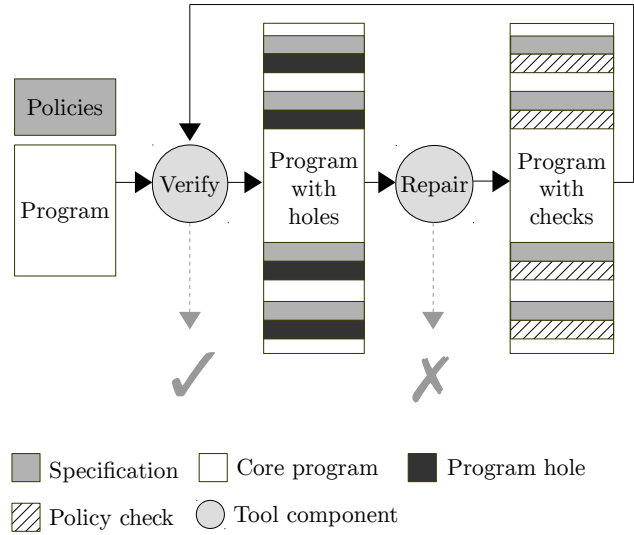 Policies
Program
Verify
Program
with
holes
Repair
Program
with
checks
Specification
Core program
Program hole
Policy check
Tool component